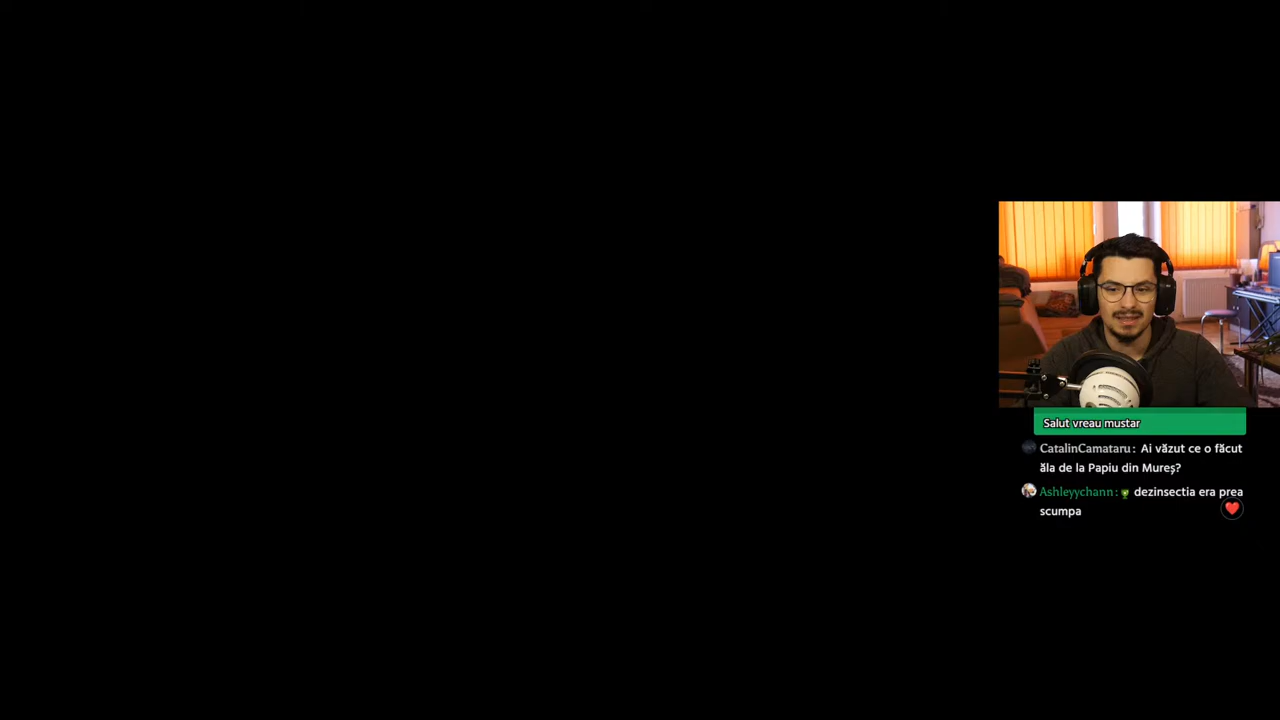 Salut vreau mustar
CatalinCamataru: Ai văzut ce o făcut
ăla de la Papiu din Mureș?
Ashleyychann: dezinsectia era prea
scumpa